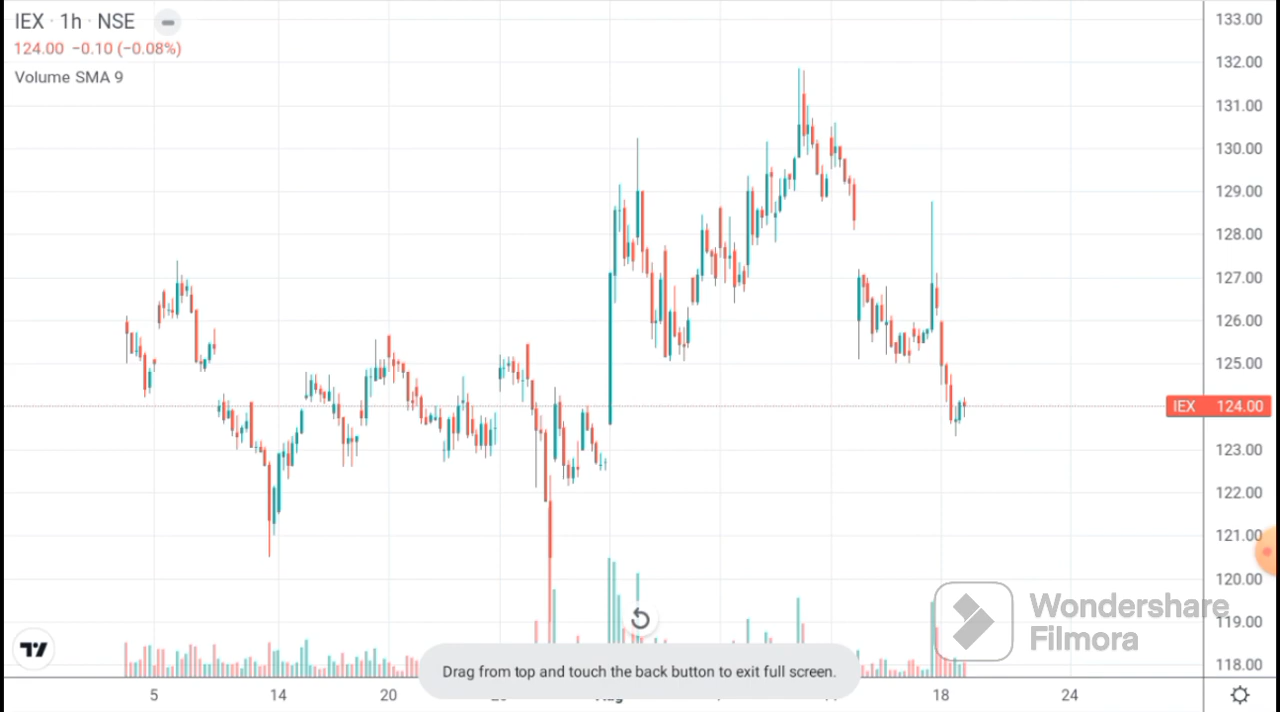 IEX · 1h · NSE
124.00 −0.10 (−0.08%)
Volume SMA 9
133.00
132.00
131.00
130.00
129.00
128.00
127.00
126.00
125.00
IEX 124.00
123.00
122.00
121.00
120.00
119.00
118.00
Wondershare
Filmora
Drag from top and touch the back button to exit full screen.
5 14 20 18 24